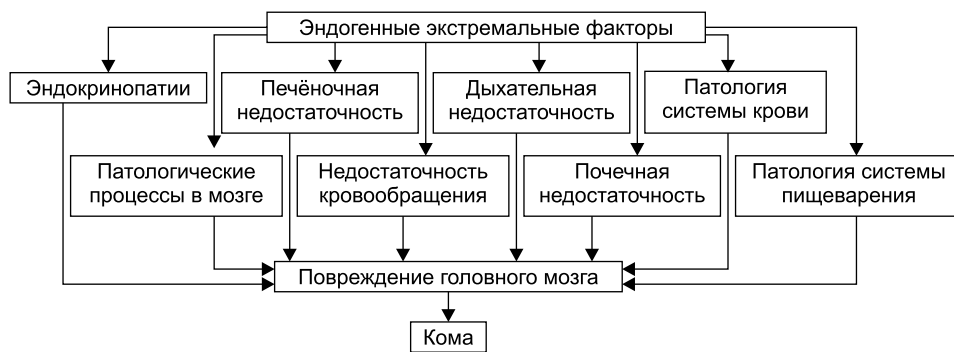 Эндогенные экстремальные факторы
Эндокринопатии
Печёночная
недостаточность
Дыхательная
недостаточность
Патология
системы крови
Патологические
процессы в мозге
Недостаточность
кровообращения
Почечная
недостаточность
Патология системы
пищеварения
Повреждение головного мозга
Кома